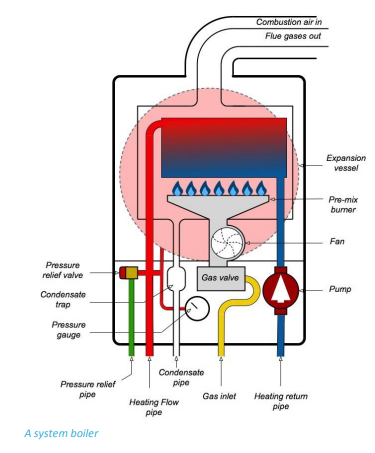 Combustion air in
Flue gases out
Expansion
vessel
Pre-mix
burner
Fan
Gas valve
Pressure
relief valve
Pump
Condensate
trap
Pressure
gauge
Condensate
pipe
Pressure relief
pipe
Heating Flow
pipe
Gas inlet
Heating return
pipe
A system boiler